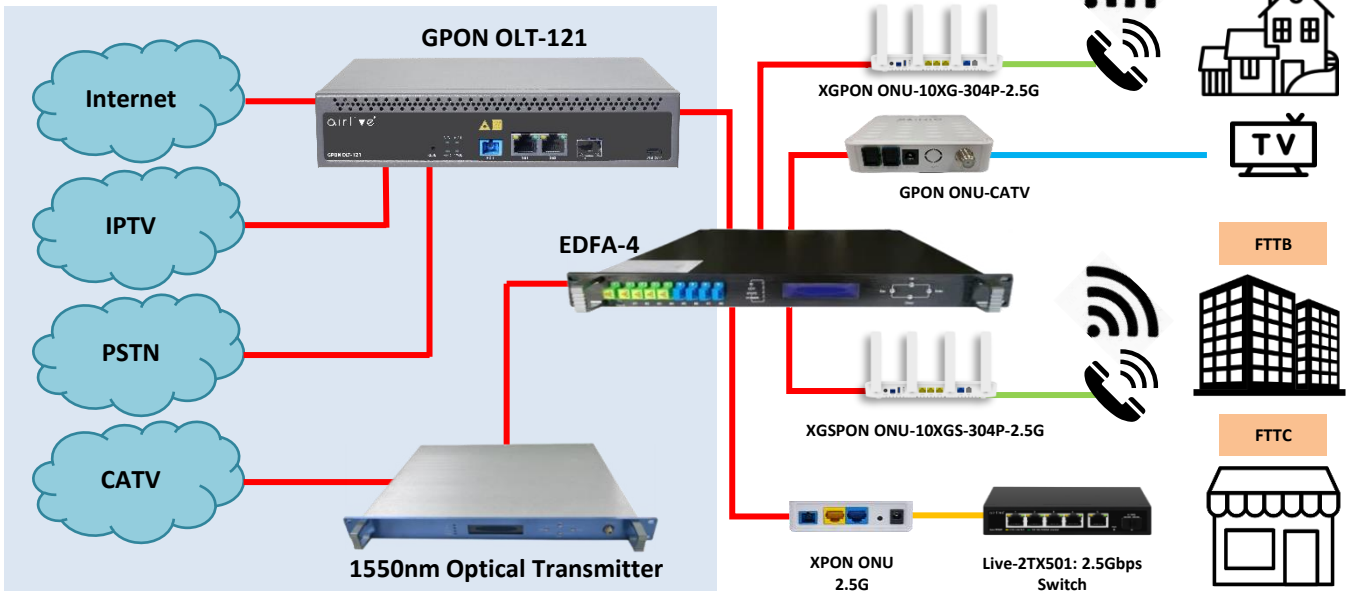 GPON OLT-121
Internet
airlive
GPON OLT-121
IPTV
PSTN
CATV
EDFA-4
1550nm Optical Transmitter
XGPON ONU-10XG-304P-2.5G
GPON ONU-CATV
TV
FTTB
XGSPON ONU-10XGS-304P-2.5G
FTTC
XPON ONU
2.5G
Live-2TX501: 2.5Gbps
Switch